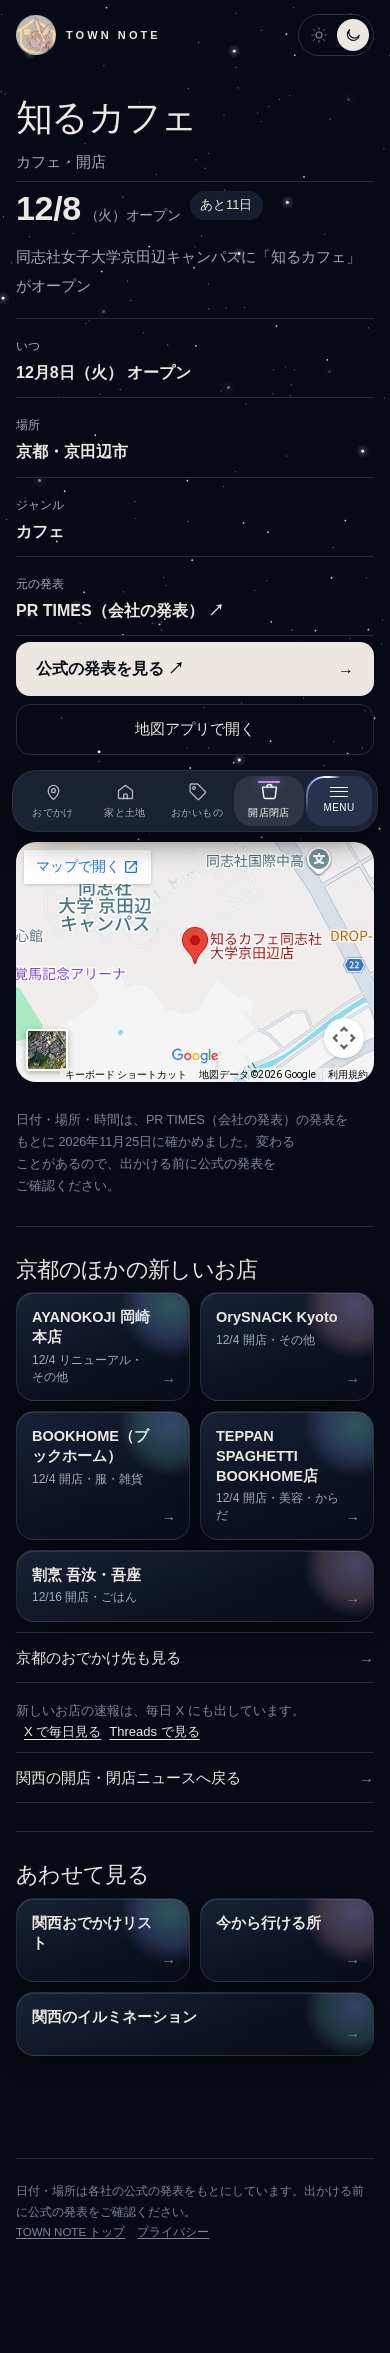 TOWN NOTE
知るカフェ
カフェ・開店
12/8 （火）オープン あと11日
同志社女子大学京田辺キャンパスに「知るカフェ」
がオープン
いつ
12月8日（火） オープン
場所
京都・京田辺市
ジャンル
カフェ
元の発表
PR TIMES（会社の発表） ↗
公式の発表を見る ↗ →
地図アプリで開く
おでかけ
家と土地
おかいもの
開店閉店
MENU
マップで開く
同志社国際中高
同志社
大学 京田辺
キャンパス
心館
知るカフェ同志社
大学京田辺店
DROP-
22
覚馬記念アリーナ
Google
キーボード ショートカット 地図データ ©2026 Google 利用規約
日付・場所・時間は、PR TIMES（会社の発表）の発表を
もとに 2026年11月25日に確かめました。変わる
ことがあるので、出かける前に公式の発表を
ご確認ください。
京都のほかの新しいお店
AYANOKOJI 岡崎
本店
12/4 リニューアル・
その他
→
OrySNACK Kyoto
12/4 開店・その他
→
BOOKHOME（ブ
ックホーム）
12/4 開店・服・雑貨
→
TEPPAN
SPAGHETTI
BOOKHOME店
12/4 開店・美容・から
だ
→
割烹 吾汝・吾座
12/16 開店・ごはん
→
京都のおでかけ先も見る →
新しいお店の速報は、毎日 X にも出しています。
X で毎日見る Threads で見る
関西の開店・閉店ニュースへ戻る →
あわせて見る
関西おでかけリス
ト
→
今から行ける所
→
関西のイルミネーション
→
日付・場所は各社の公式の発表をもとにしています。出かける前
に公式の発表をご確認ください。
TOWN NOTE トップ プライバシー